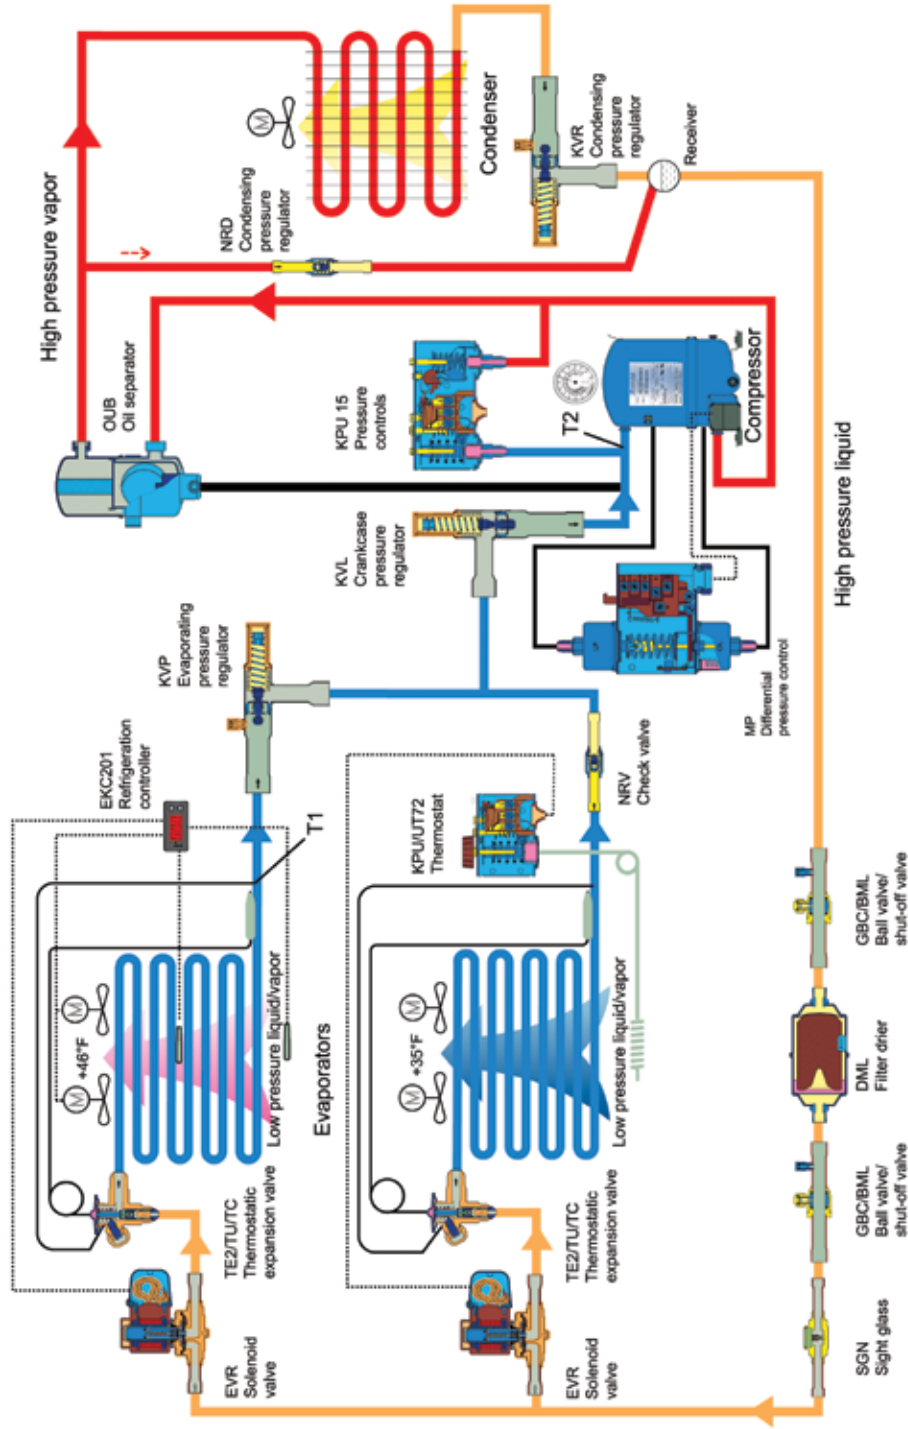 High pressure vapor
OUB
Oil separator
NRD
Condensing
pressure
regulator
M
Condenser
KVR
Condensing
pressure
regulator
Receiver
KPU 15
Pressure
controls
T2
Compressor
KVL
Crankcase
pressure
regulator
KVP
Evaporating
pressure
regulator
MP
Differential
pressure control
High pressure liquid
EKC201
Refrigeration
controller
T1
KPU/UT72
Thermostat
NRV
Check valve
M
+46°F
M
Low pressure liquid/vapor
Evaporators
M
+35°F
M
Low pressure liquid/vapor
TE2/TU/TC
Thermostatic
expansion valve
TE2/TU/TC
Thermostatic
expansion valve
EVR
Solenoid
valve
EVR
Solenoid
valve
SGN
Sight glass
GBC/BML
Ball valve/
shut-off valve
DML
Filter drier
GBC/BML
Ball valve/
shut-off valve